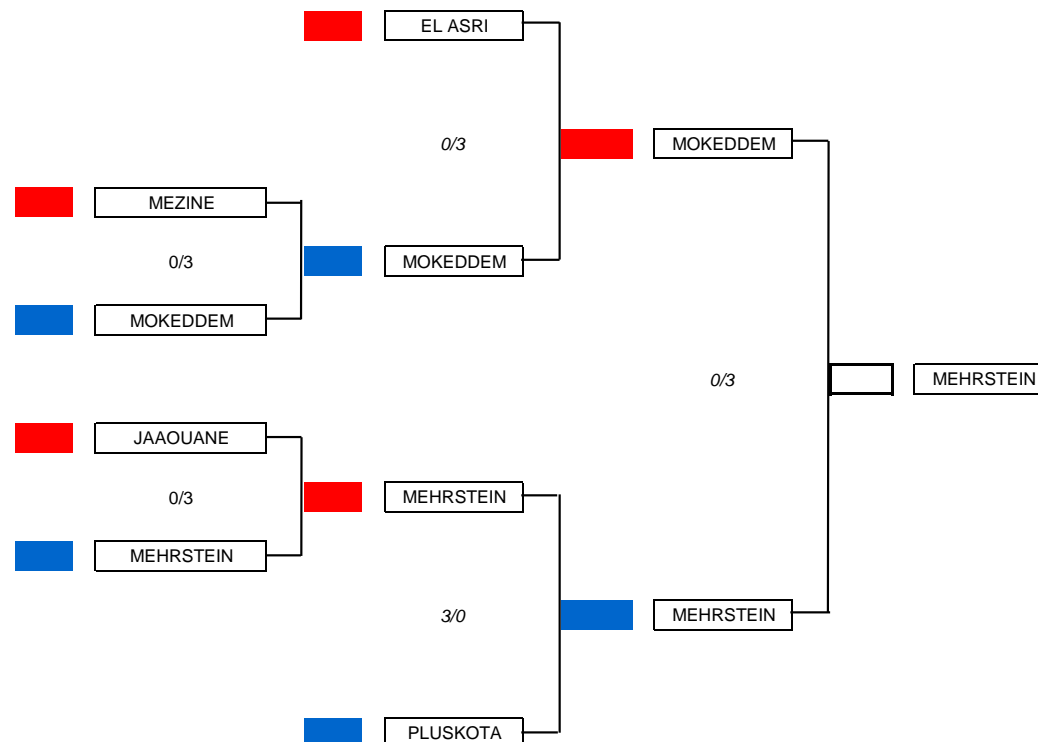 EL ASRI
0/3
MOKEDDEM
MEZINE
0/3
MOKEDDEM
MOKEDDEM
0/3
MEHRSTEIN
JAAOUANE
0/3
MEHRSTEIN
MEHRSTEIN
3/0
MEHRSTEIN
PLUSKOTA